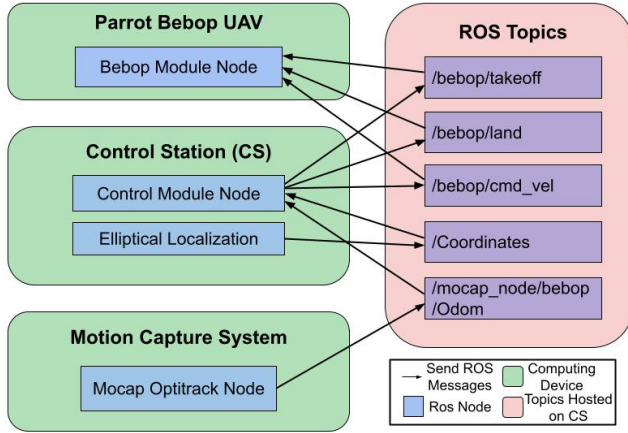 Parrot Bebop UAV
Bebop Module Node
Control Station (CS)
Control Module Node
Elliptical Localization
Motion Capture System
Mocap Optitrack Node
ROS Topics
/bebop/takeoff
/bebop/land
/bebop/cmd_vel
/Coordinates
/mocap_node/bebop
/Odom
Send ROS
Messages
Computing
Device
Ros Node
Topics Hosted
on CS